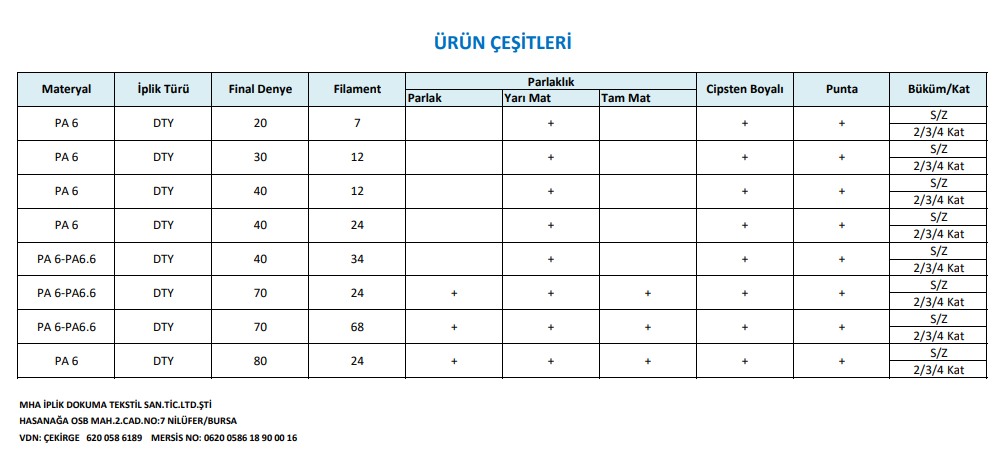 ÜRÜN ÇEŞİTLERİ
Materyal İplik Türü Final Denye Filament Parlaklık Cipsten Boyalı Punta Büküm/Kat
Parlak Yarı Mat Tam Mat
PA 6 DTY 20 7 + + + S/Z
2/3/4 Kat
PA 6 DTY 30 12 + + + S/Z
2/3/4 Kat
PA 6 DTY 40 12 + + + S/Z
2/3/4 Kat
PA 6 DTY 40 24 + + + S/Z
2/3/4 Kat
PA 6-PA6.6 DTY 40 34 + + + S/Z
2/3/4 Kat
PA 6-PA6.6 DTY 70 24 + + + + + S/Z
2/3/4 Kat
PA 6-PA6.6 DTY 70 68 + + + + + S/Z
2/3/4 Kat
PA 6 DTY 80 24 + + + + + S/Z
2/3/4 Kat
MHA İPLİK DOKUMA TEKSTİL SAN.TİC.LTD.ŞTİ
HASANAĞA OSB MAH.2.CAD.NO:7 NİLÜFER/BURSA
VDN: ÇEKİRGE 620 058 6189 MERSİS NO: 0620 0586 18 90 00 16